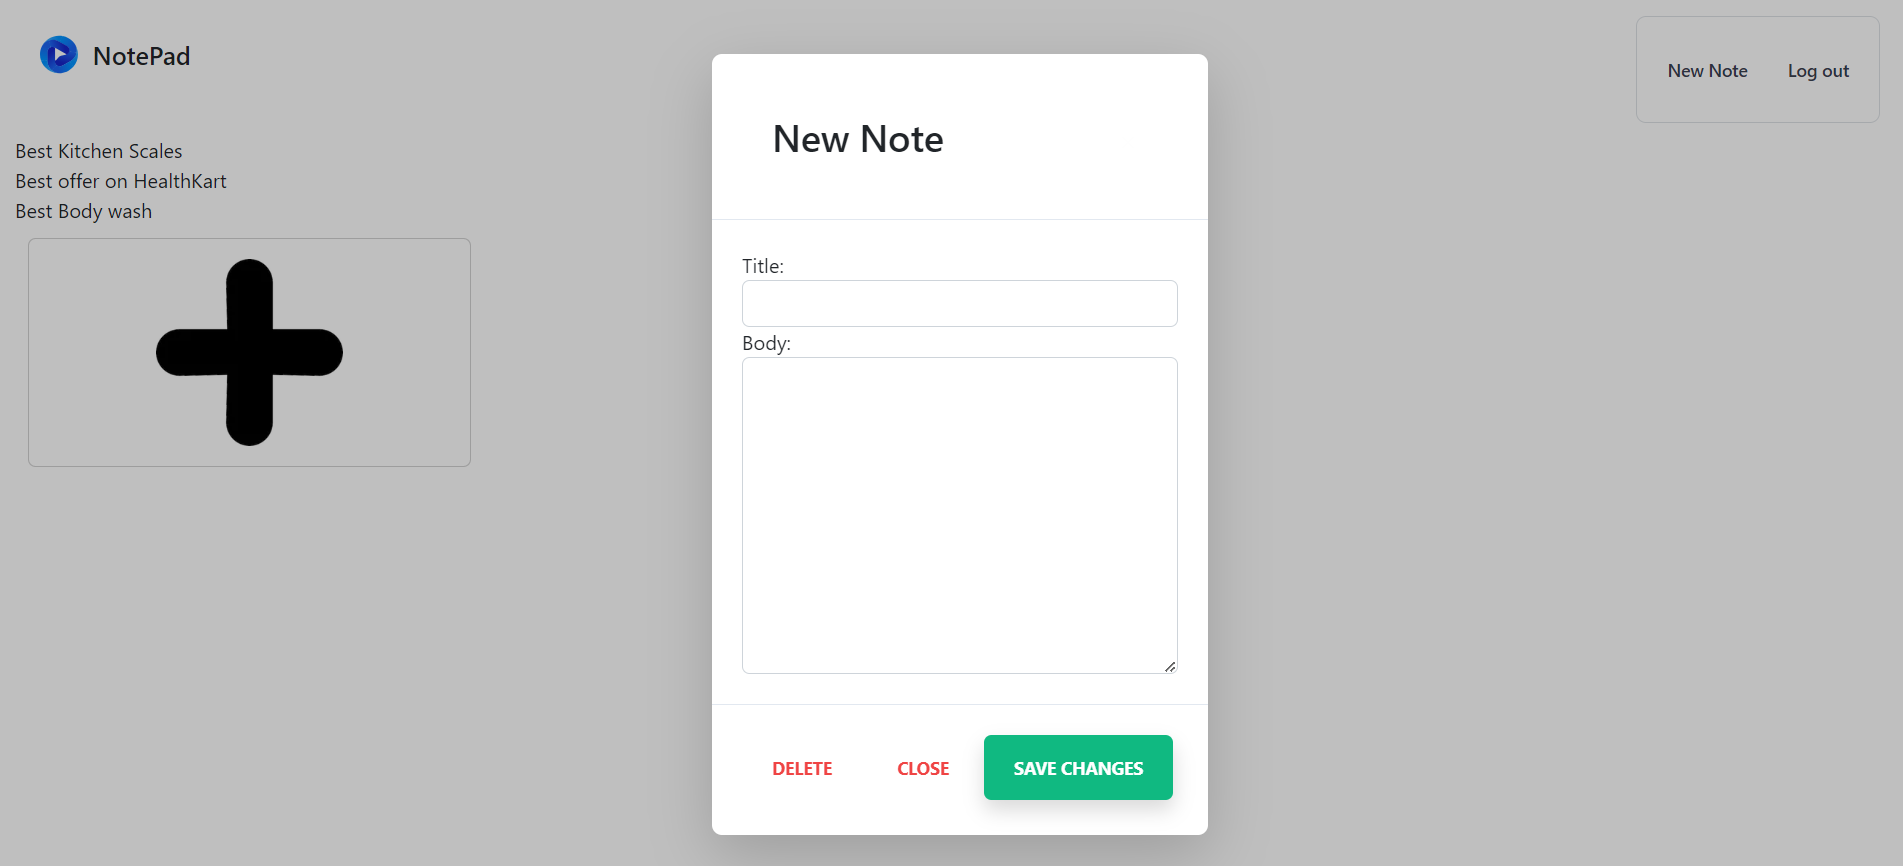 NotePad
New Note
Log out
Best Kitchen Scales
Best offer on HealthKart
Best Body wash
New Note
Title:
Body:
DELETE
CLOSE
SAVE CHANGES